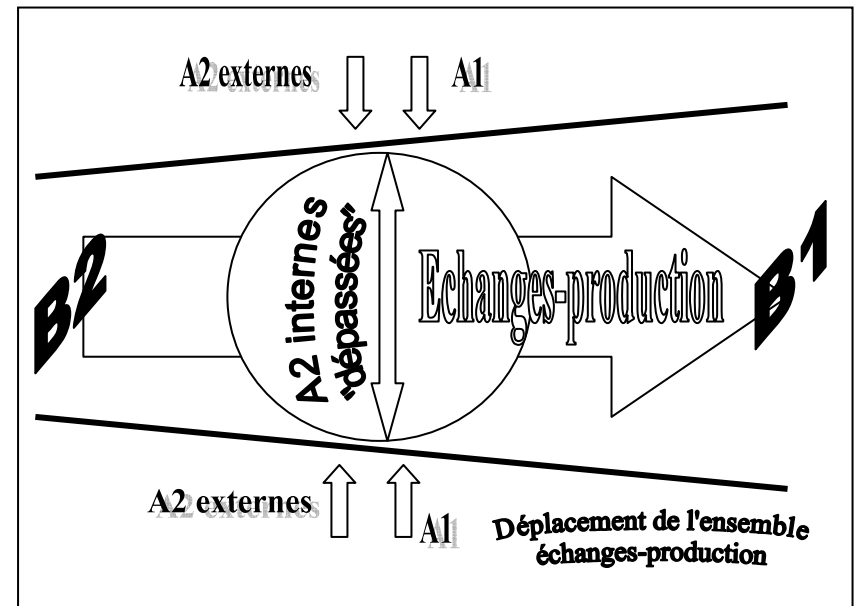 A2 externes
A1
B2
A2 internes
"dépassées"
Echanges-production
B1
A2 externes
A1
Déplacement de l'ensemble
échanges-production